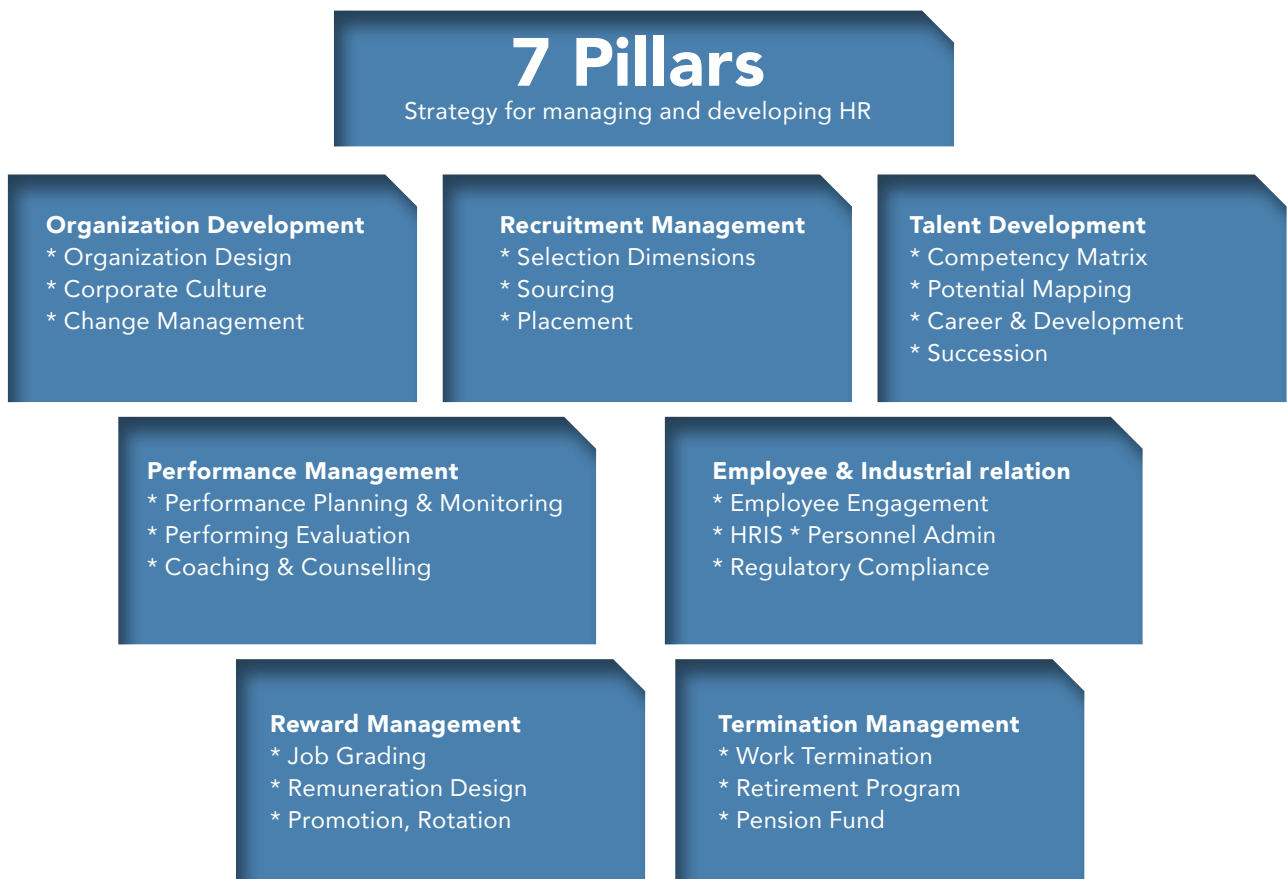 7 Pillars
Strategy for managing and developing HR
Organization Development
* Organization Design
* Corporate Culture
* Change Management
Recruitment Management
* Selection Dimensions
* Sourcing
* Placement
Talent Development
* Competency Matrix
* Potential Mapping
* Career & Development
* Succession
Performance Management
* Performance Planning & Monitoring
* Performing Evaluation
* Coaching & Counselling
Employee & Industrial relation
* Employee Engagement
* HRIS * Personnel Admin
* Regulatory Compliance
Reward Management
* Job Grading
* Remuneration Design
* Promotion, Rotation
Termination Management
* Work Termination
* Retirement Program
* Pension Fund